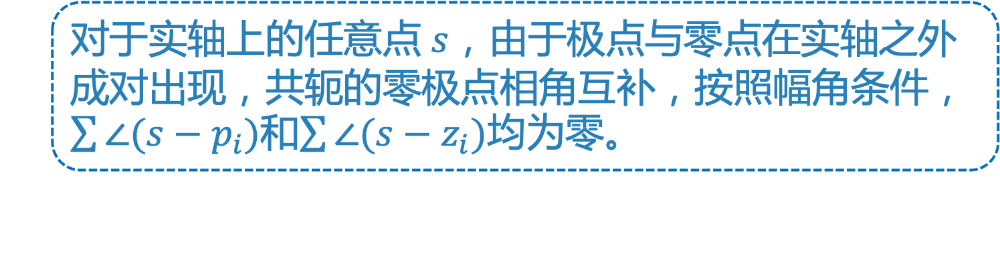 对于实轴上的任意点 s，由于极点与零点在实轴之外
成对出现，共轭的零极点相角互补，按照幅角条件，
∑∠(s − pᵢ)和∑∠(s − zᵢ)均为零。